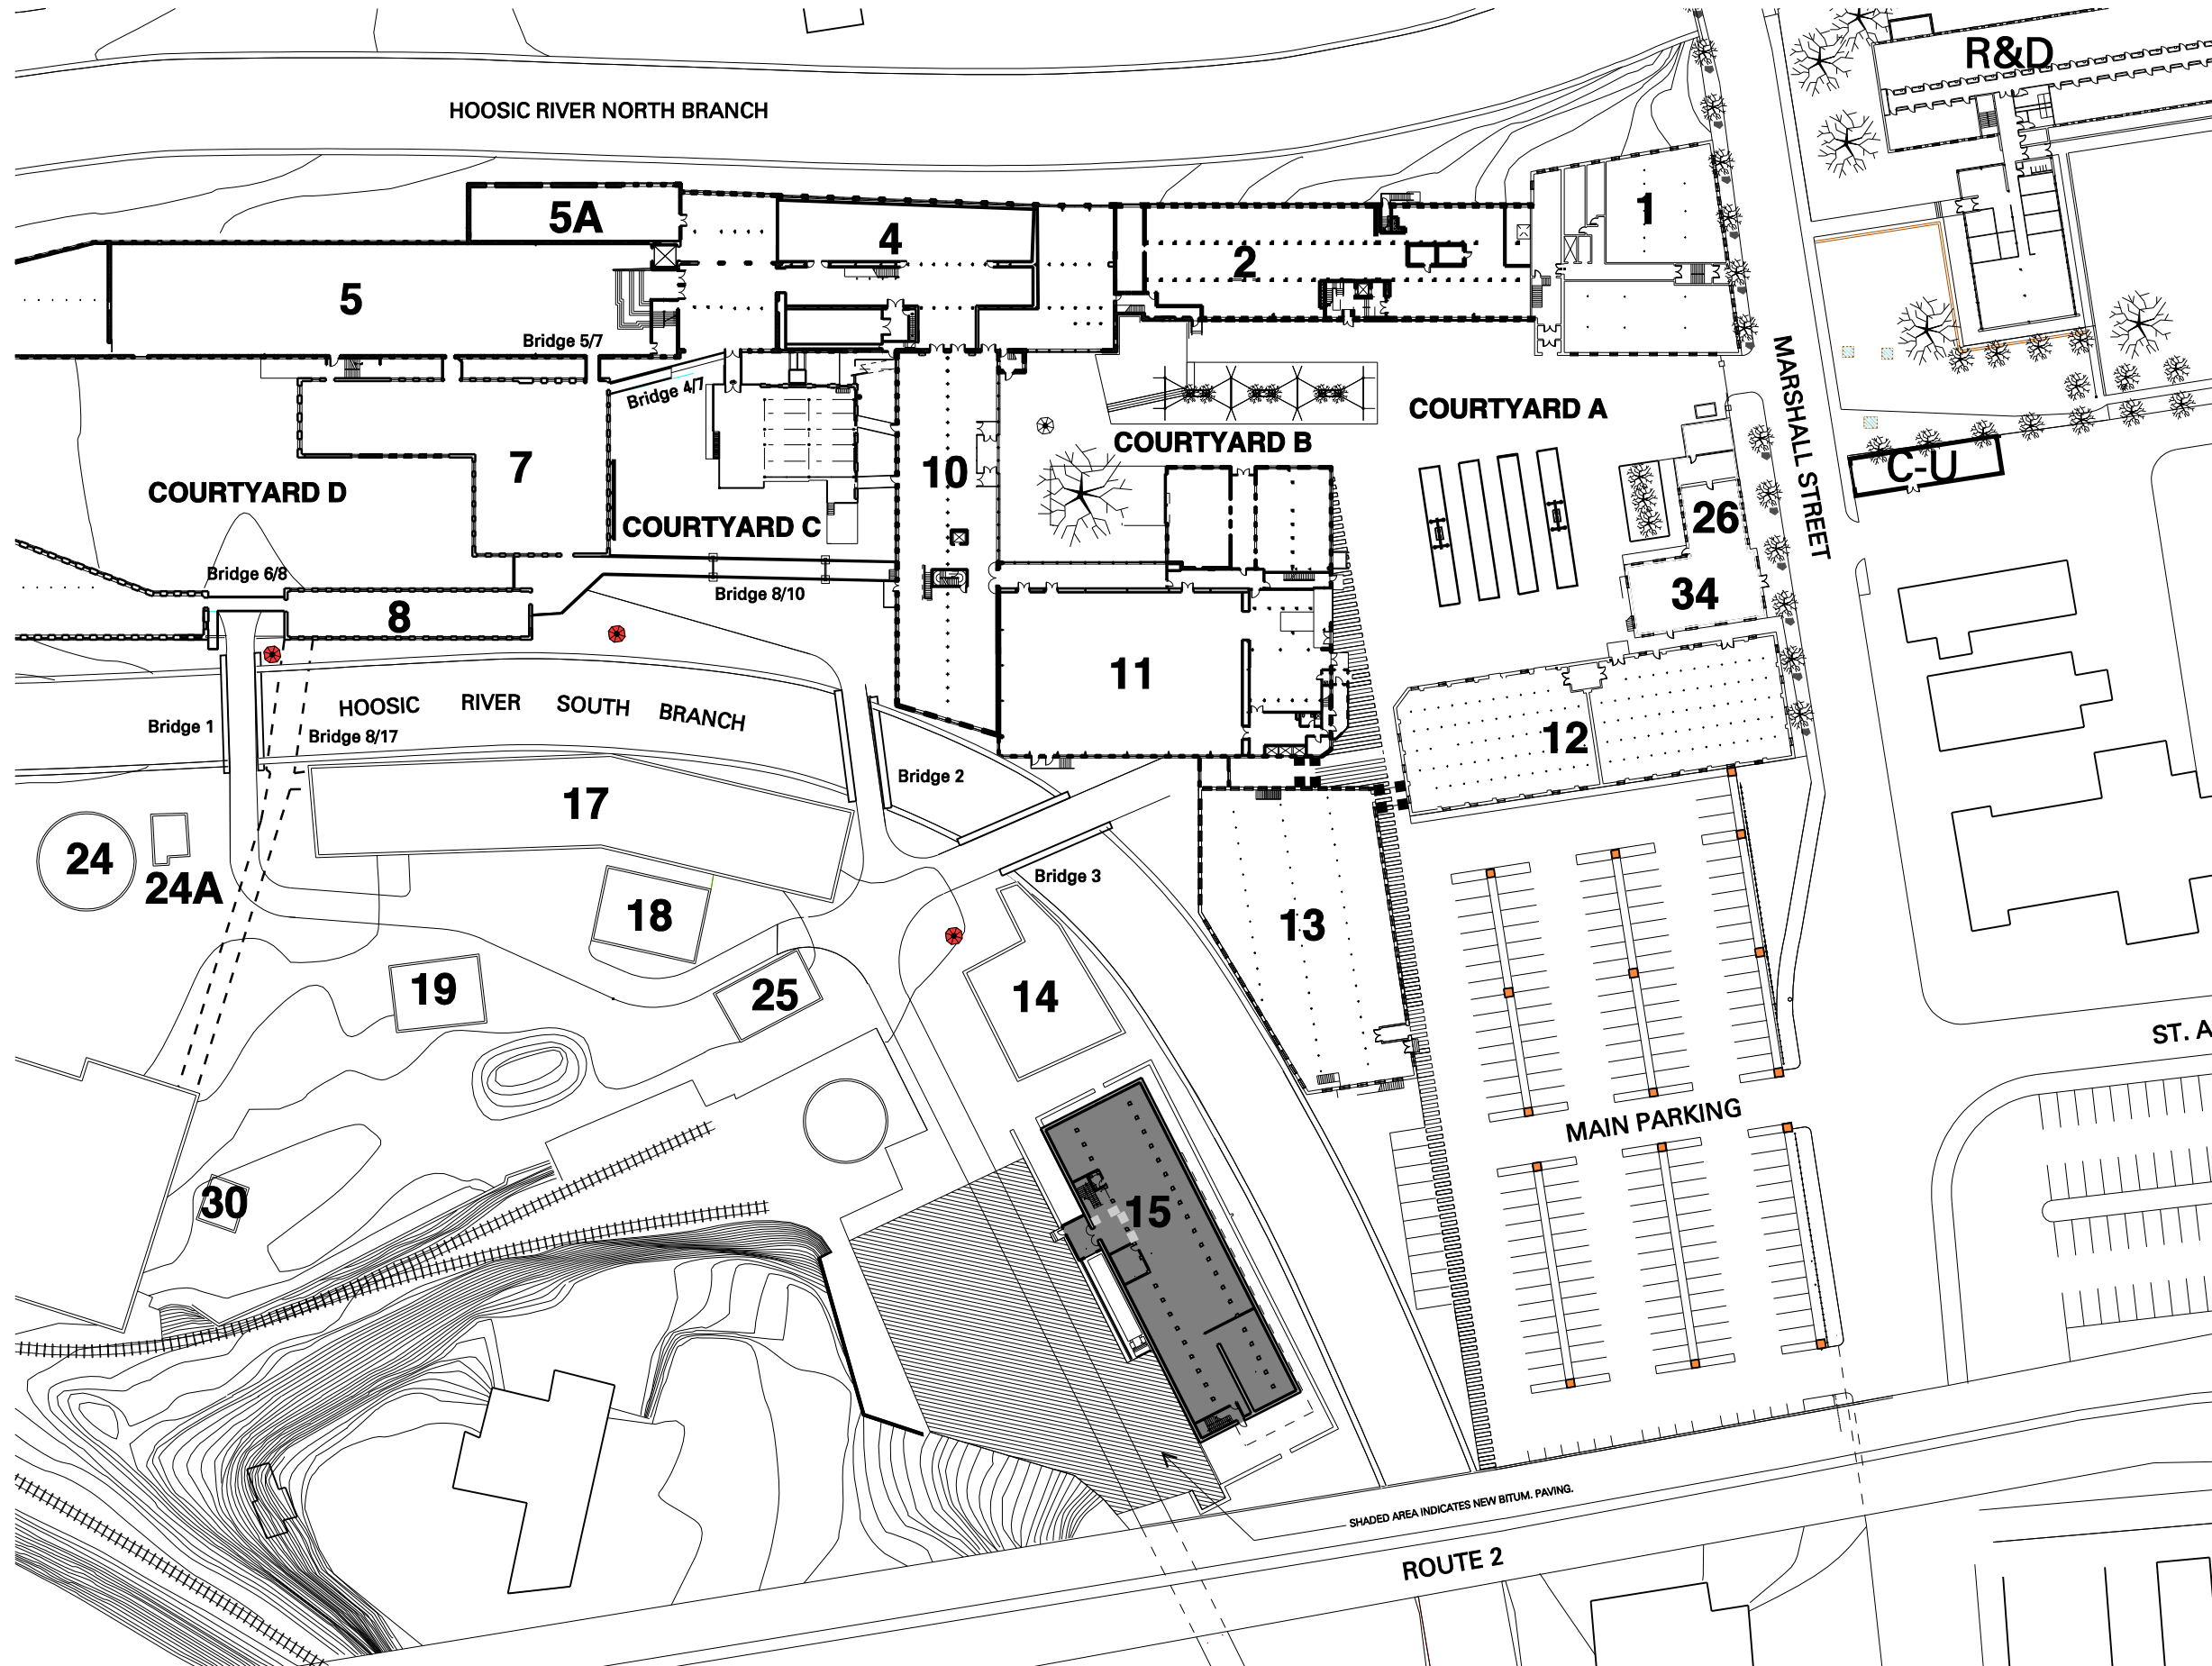 R&D
HOOSIC RIVER NORTH BRANCH
5A
4
2
1
5
Bridge 5/7
Bridge 4/7
MARSHALL STREET
COURTYARD A
COURTYARD B
7
10
C-U
COURTYARD D
COURTYARD C
26
Bridge 6/8
Bridge 8/10
34
8
11
HOOSIC RIVER SOUTH BRANCH
Bridge 1
Bridge 8/17
12
Bridge 2
17
24
24A
Bridge 3
18
13
19
25
14
ST. A
MAIN PARKING
30
15
SHADED AREA INDICATES NEW BITUM. PAVING.
ROUTE 2